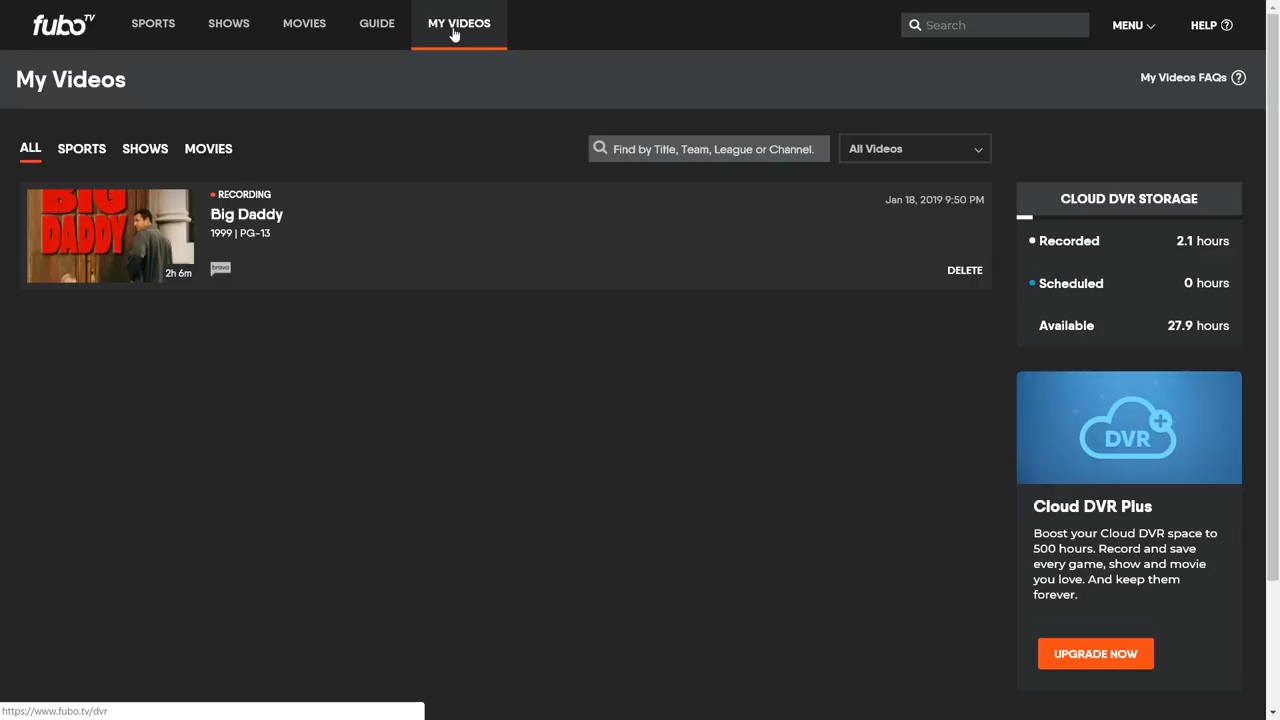 fubo TV
SPORTS
SHOWS
MOVIES
GUIDE
MY VIDEOS
Search
MENU
HELP
My Videos
My Videos FAQs
ALL
SPORTS
SHOWS
MOVIES
Find by Title, Team, League or Channel.
All Videos
BIG
DADDY
2h 6m
RECORDING
Big Daddy
1999 | PG-13
bravo
Jan 18, 2019 9:50 PM
DELETE
CLOUD DVR STORAGE
Recorded 2.1 hours
Scheduled 0 hours
Available 27.9 hours
DVR
Cloud DVR Plus
Boost your Cloud DVR space to
500 hours. Record and save
every game, show and movie
you love. And keep them
forever.
UPGRADE NOW
https://www.fubo.tv/dvr